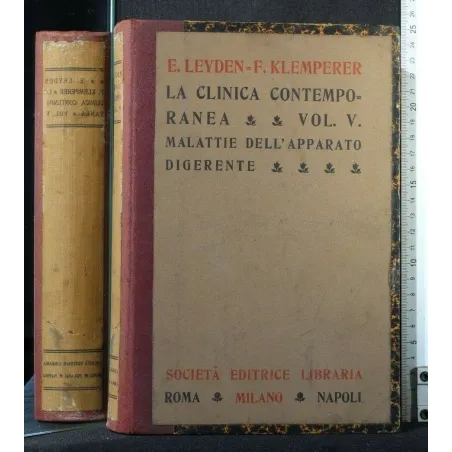 E. LEYDEN=F. KLEMPERER
LA CLINICA CONTEMPO=
RANEA VOL. V.
MALATTIE DELL'APPARATO
DIGERENTE
SOCIETÀ EDITRICE LIBRARIA
ROMA MILANO NAPOLI